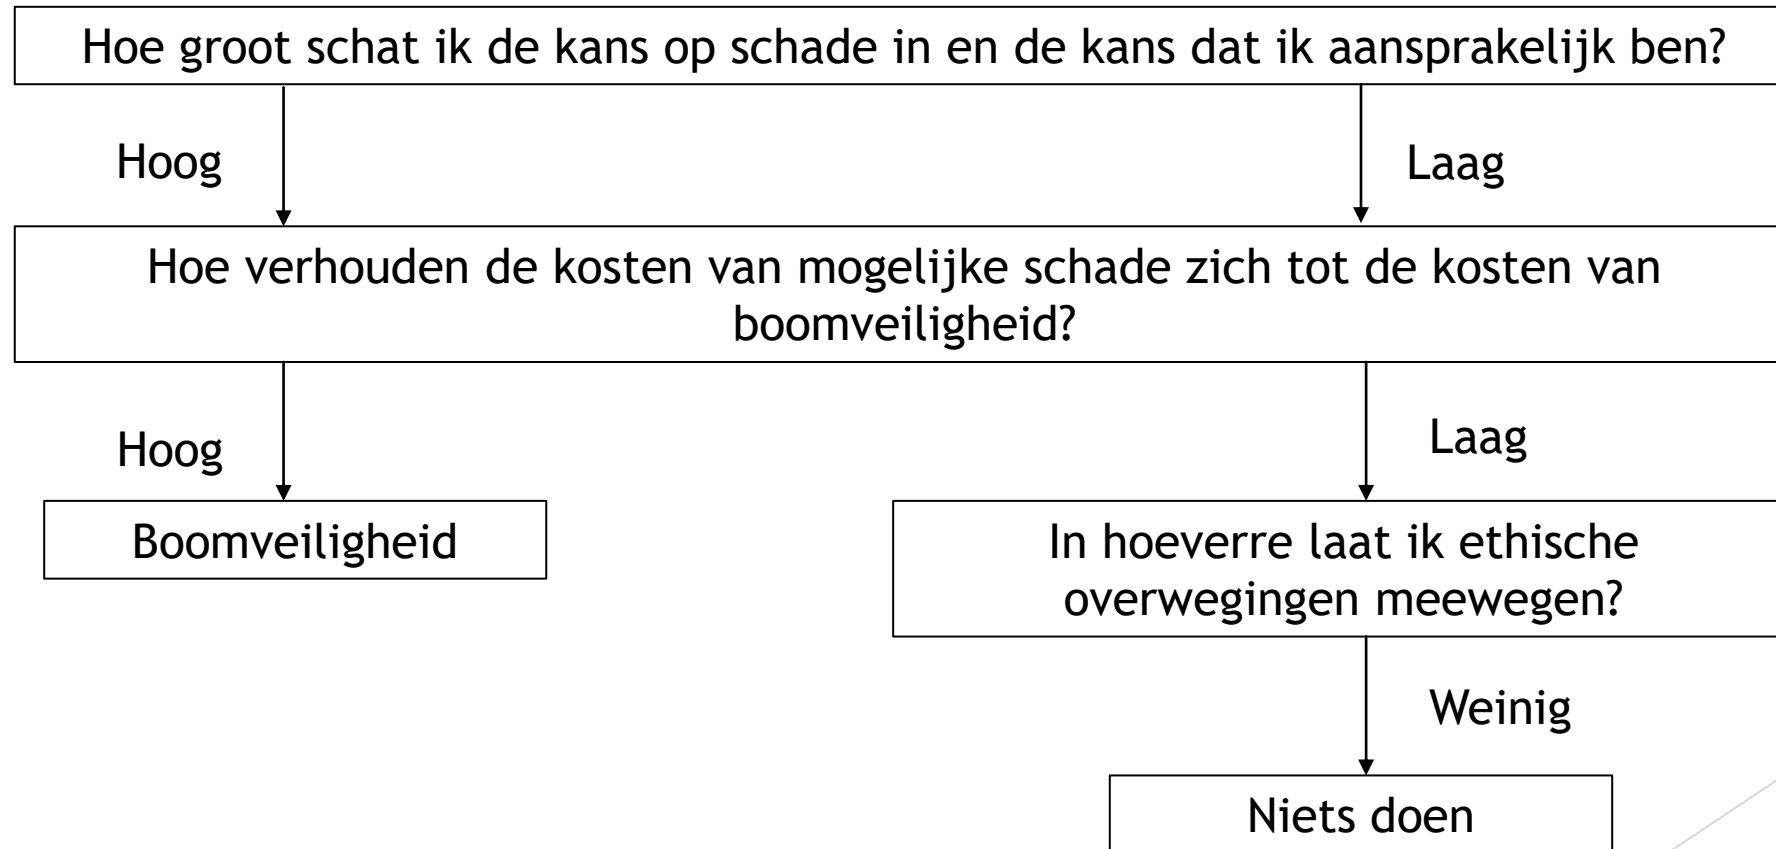 Hoe groot schat ik de kans op schade in en de kans dat ik aansprakelijk ben?
Hoog
Laag
Hoe verhouden de kosten van mogelijke schade zich tot de kosten van
boomveiligheid?
Hoog
Laag
Boomveiligheid
In hoeverre laat ik ethische
overwegingen meewegen?
Weinig
Niets doen